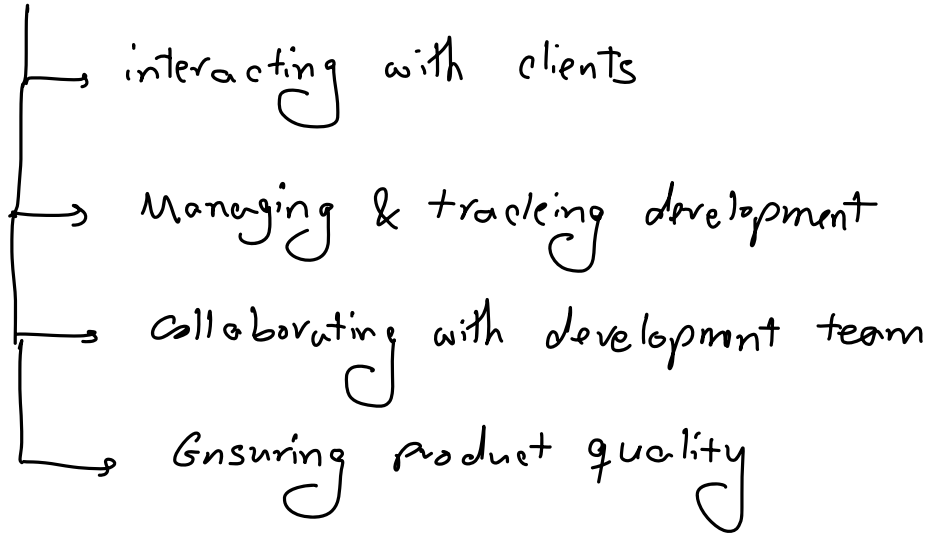 interacting with clients
Managing & tracking development
Collaborating with development team
Ensuring product quality